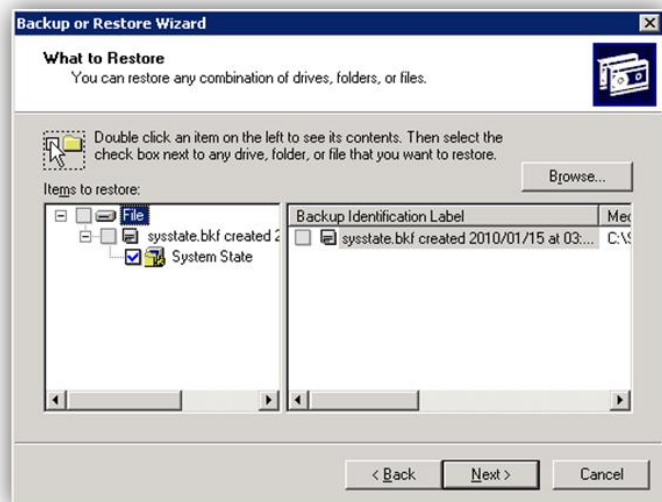 Backup or Restore Wizard
What to Restore
You can restore any combination of drives, folders, or files.
Double click an item on the left to see its contents. Then select the
check box next to any drive, folder, or file that you want to restore.
Browse...
Items to restore:
File
sysstate.bkf created 2
System State
Backup Identification Label
Med
sysstate.bkf created 2010/01/15 at 03:...
C:\S
< Back
Next >
Cancel